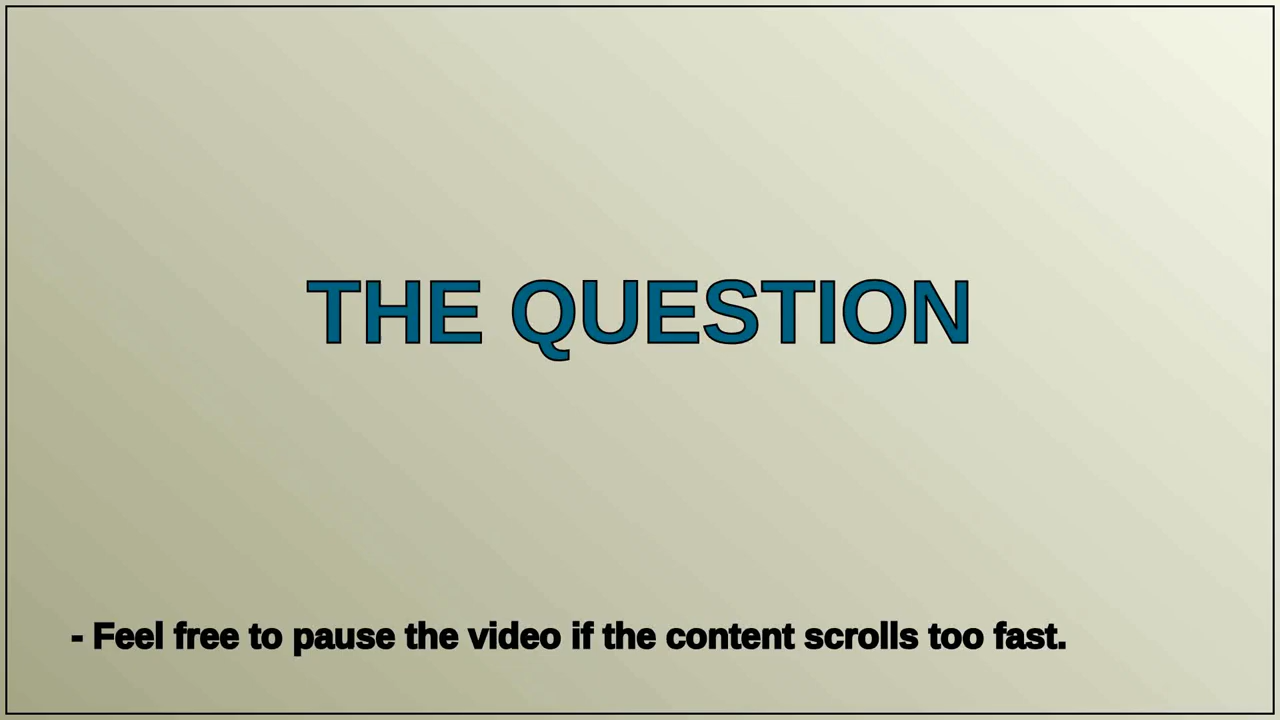 THE QUESTION
- Feel free to pause the video if the content scrolls too fast.